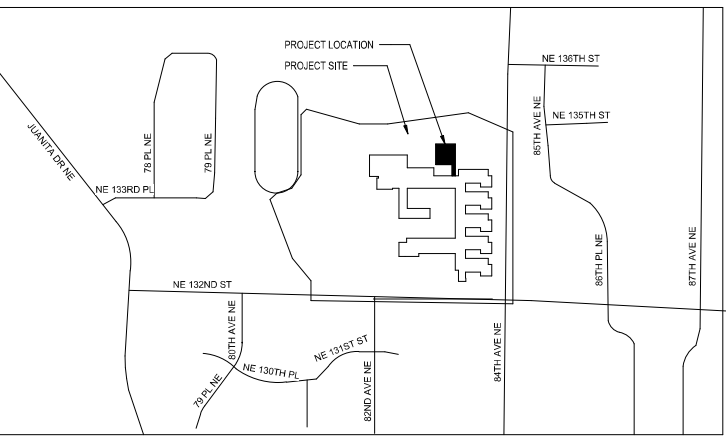 PROJECT LOCATION
PROJECT SITE
NE 136TH ST
NE 135TH ST
85TH AVE NE
JUANITA DR NE
78 PL NE
79 PL NE
NE 133RD PL
86TH PL NE
87TH AVE NE
NE 132ND ST
80TH AVE NE
NE 131ST ST
NE 130TH PL
79 PL NE
82ND AVE NE
84TH AVE NE